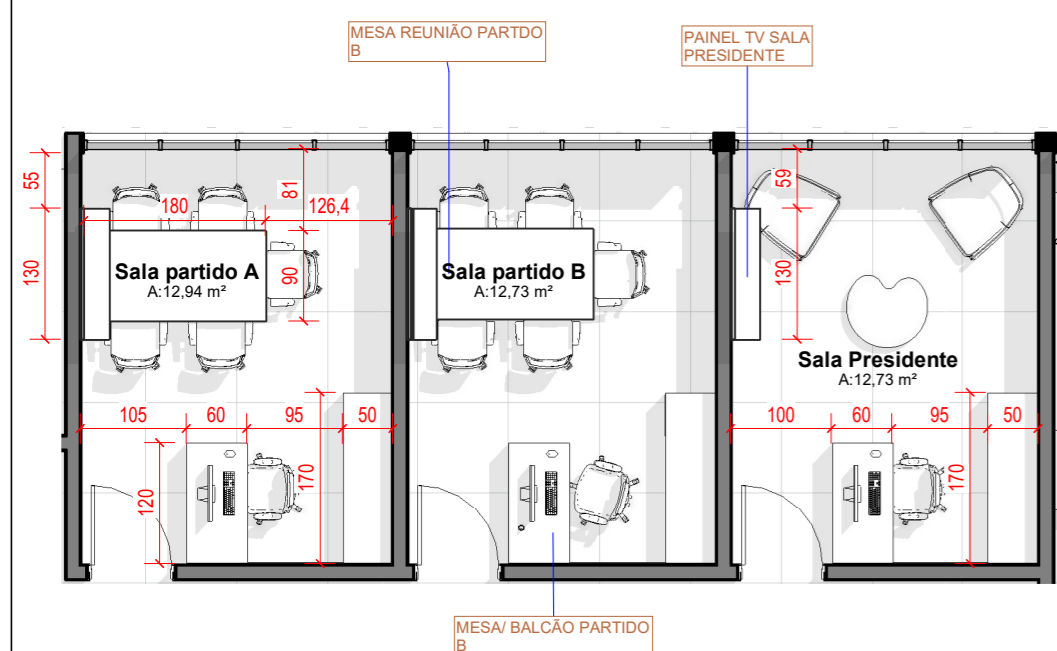 MESA REUNIÃO PARTDO
B
PAINEL TV SALA
PRESIDENTE
55
130
180
81
126,4
90
Sala partido A
A:12,94 m²
105
60
95
50
120
170
Sala partido B
A:12,73 m²
59
130
Sala Presidente
A:12,73 m²
100
60
95
50
170
MESA/ BALCÃO PARTIDO
B